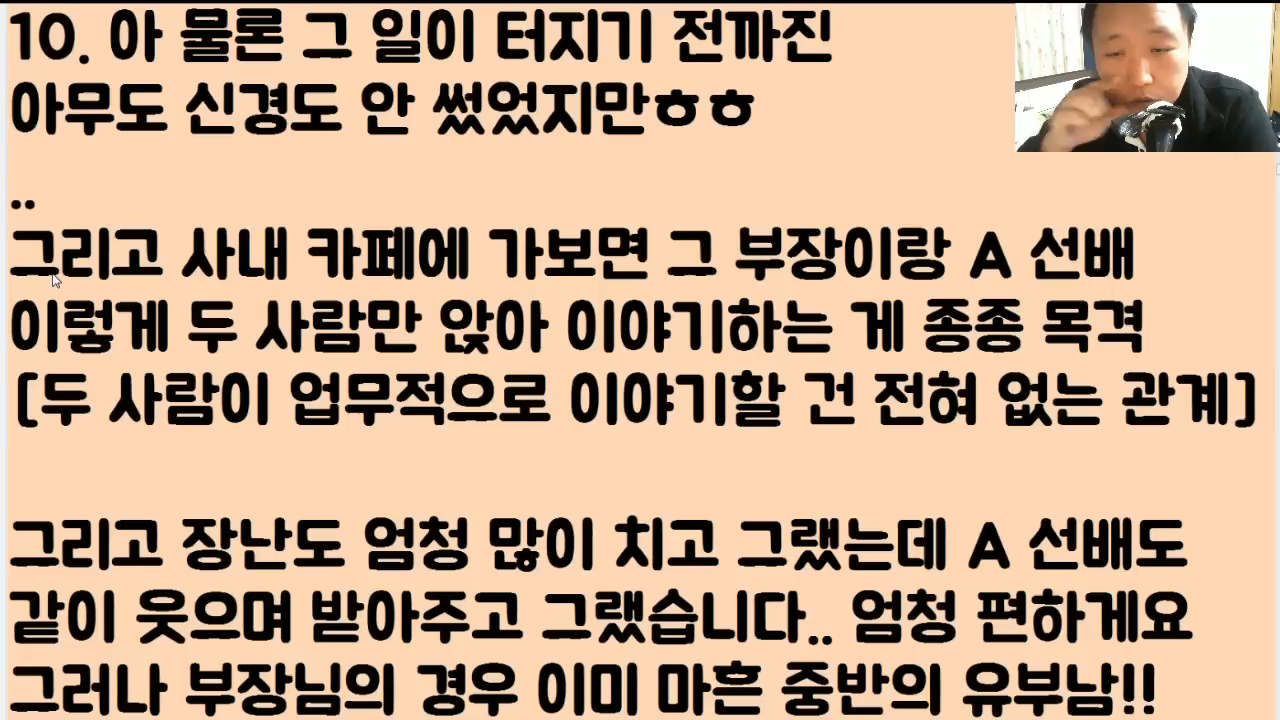 10. 아 물론 그 일이 터지기 전까진
아무도 신경도 안 썼었지만ㅎㅎ
..
그리고 사내 카페에 가보면 그 부장이랑 A 선배
이렇게 두 사람만 앉아 이야기하는 게 종종 목격
[두 사람이 업무적으로 이야기할 건 전혀 없는 관계]
그리고 장난도 엄청 많이 치고 그랬는데 A 선배도
같이 웃으며 받아주고 그랬습니다.. 엄청 편하게요
그러나 부장님의 경우 이미 마흔 중반의 유부남!!